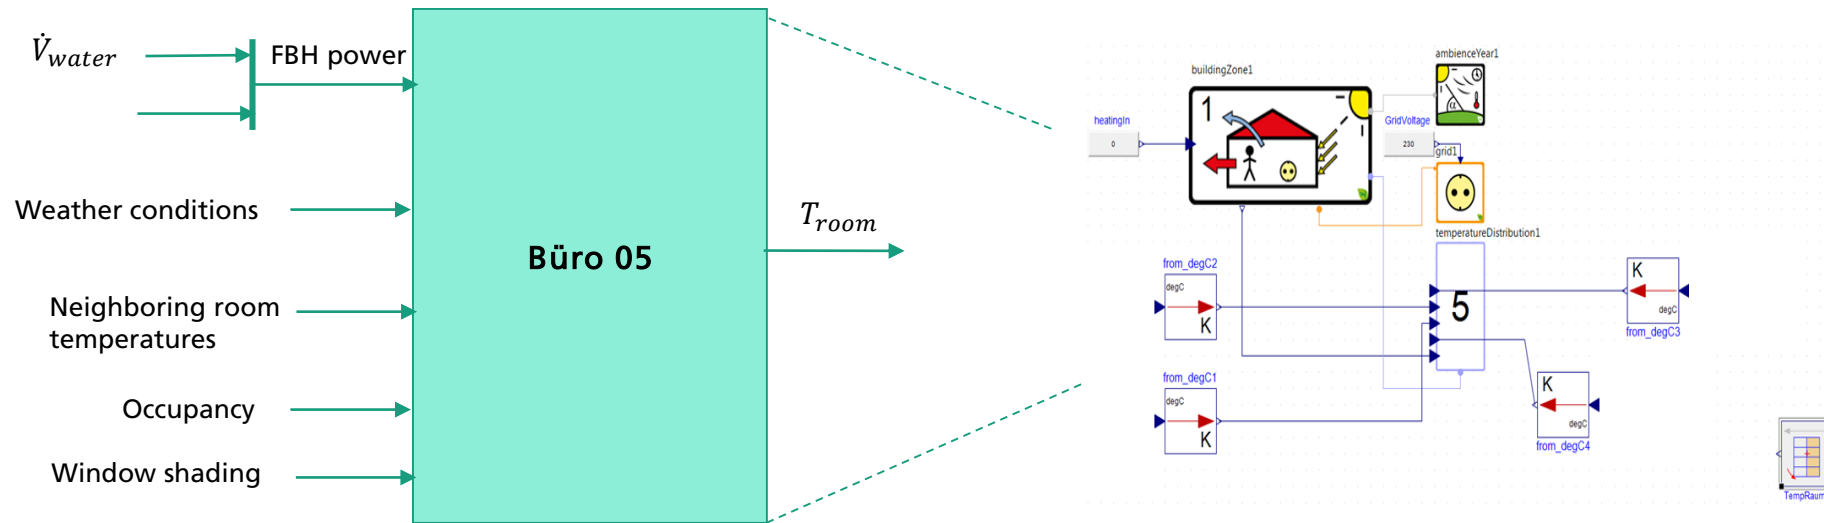 V̇water
FBH power
Weather conditions
Neighboring room
temperatures
Occupancy
Window shading
Büro 05
Troom
ambienceYear1
buildingZone1
1
α
heatingIn
0
GridVoltage
230
grid1
temperatureDistribution1
5
from_degC2
degC
K
from_degC1
degC
K
K
degC
from_degC3
K
degC
from_degC4
TempRaum